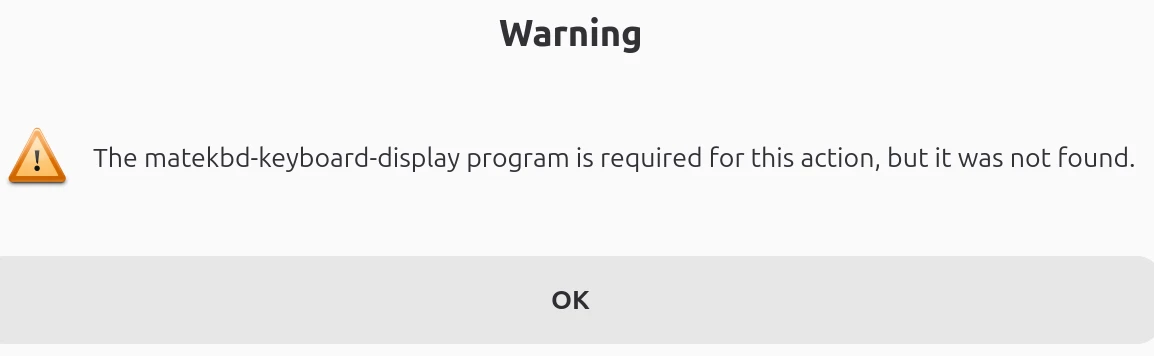 Warning
The matekbd-keyboard-display program is required for this action, but it was not found.
OK